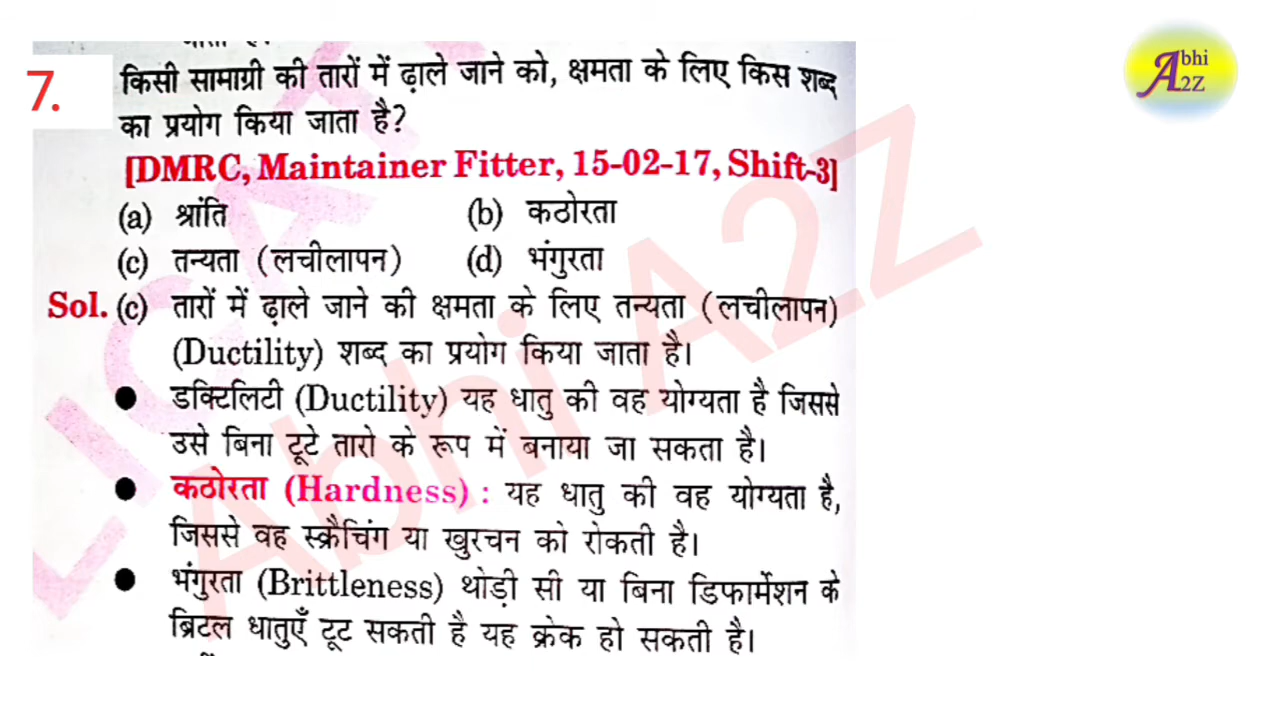 7.
किसी सामाग्री की तारों में ढ़ाले जाने को, क्षमता के लिए किस शब्द
का प्रयोग किया जाता है?
[DMRC, Maintainer Fitter, 15-02-17, Shift-3]
(a) श्रांति (b) कठोरता
(c) तन्यता (लचीलापन) (d) भंगुरता
Sol. (c) तारों में ढ़ाले जाने की क्षमता के लिए तन्यता (लचीलापन)
(Ductility) शब्द का प्रयोग किया जाता है।
● डक्टिलिटी (Ductility) यह धातु की वह योग्यता है जिससे
उसे बिना टूटे तारो के रूप में बनाया जा सकता है।
● कठोरता (Hardness) : यह धातु की वह योग्यता है,
जिससे वह स्क्रैचिंग या खुरचन को रोकती है।
● भंगुरता (Brittleness) थोड़ी सी या बिना डिफार्मेशन के
ब्रिटल धातुएँ टूट सकती है यह क्रेक हो सकती है।
Abhi A2Z
Abhi
A2Z